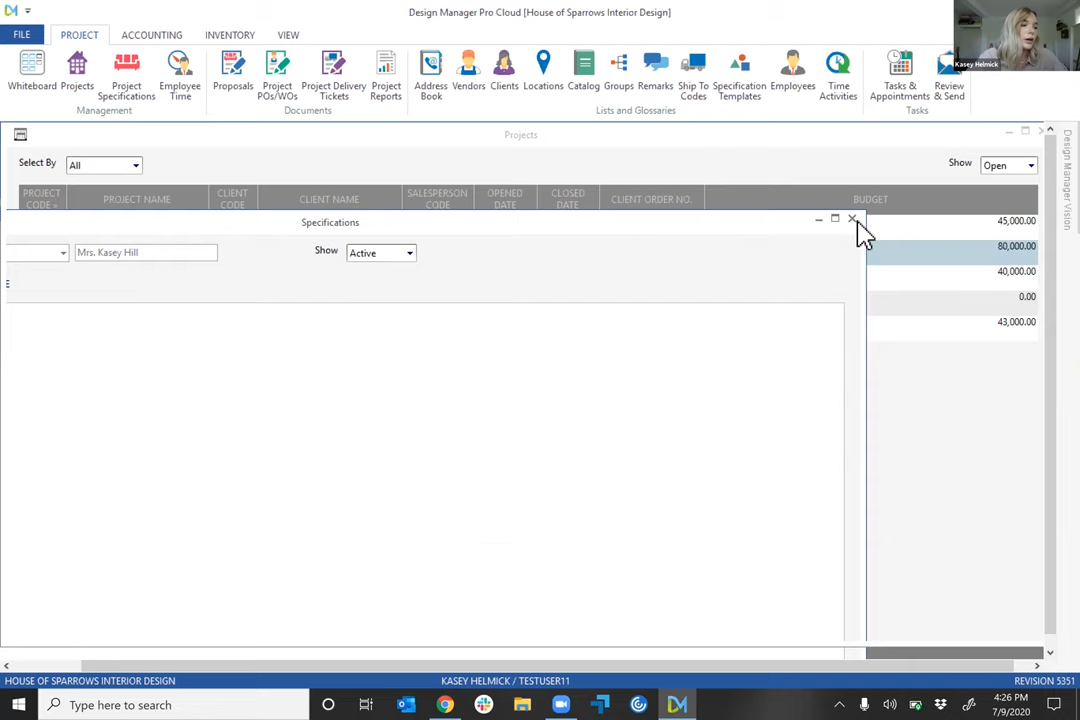 Design Manager Pro Cloud [House of Sparrows Interior Design]
Kasey Helmick
FILE PROJECT ACCOUNTING INVENTORY VIEW
Whiteboard Projects Project Specifications Employee Time Proposals Project POs/WOs Project Delivery Tickets Project Reports Address Book Vendors Clients Locations Catalog Groups Remarks Ship To Codes Specification Templates Employees Time Activities Tasks & Appointments Review & Send
Management Documents Lists and Glossaries Tasks
Projects
Design Manager Vision
Select By All Show Open
PROJECT CODE PROJECT NAME CLIENT CODE CLIENT NAME SALESPERSON CODE OPENED DATE CLOSED DATE CLIENT ORDER NO. BUDGET
45,000.00
Specifications
80,000.00
Mrs. Kasey Hill Show Active
40,000.00
E
0.00
43,000.00
HOUSE OF SPARROWS INTERIOR DESIGN KASEY HELMICK / TESTUSER11 REVISION 5351
Type here to search
4:26 PM
7/9/2020